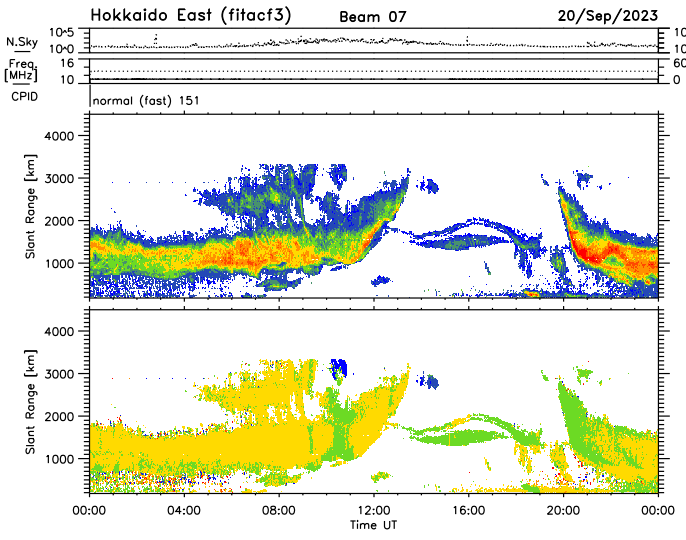 Hokkaido East (fitacf3) Beam 07 20/Sep/2023
N.Sky 10^5 10^0 10^5 10^0
Freq. [MHz] 16 10 60 0
CPID normal (fast) 151
Slant Range [km] 4000 3000 2000 1000
Slant Range [km] 4000 3000 2000 1000
00:00 04:00 08:00 12:00 16:00 20:00 00:00
Time UT